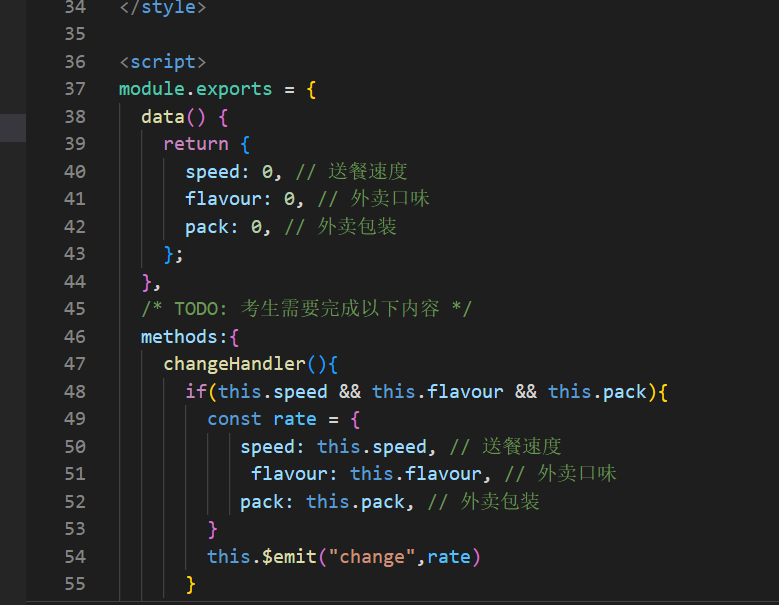 34 </style>
35
36 <script>
37 module.exports = {
38 data() {
39 return {
40 speed: 0, // 送餐速度
41 flavour: 0, // 外卖口味
42 pack: 0, // 外卖包装
43 };
44 },
45 /* TODO: 考生需要完成以下内容 */
46 methods:{
47 changeHandler(){
48 if(this.speed && this.flavour && this.pack){
49 const rate = {
50 speed: this.speed, // 送餐速度
51 flavour: this.flavour, // 外卖口味
52 pack: this.pack, // 外卖包装
53 }
54 this.$emit("change",rate)
55 }